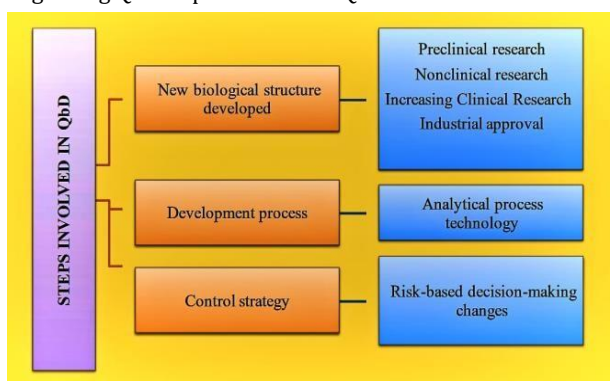 STEPS INVOLVED IN QbD
New biological structure
developed
Preclinical research
Nonclinical research
Increasing Clinical Research
Industrial approval
Development process
Analytical process
technology
Control strategy
Risk-based decision-making
changes